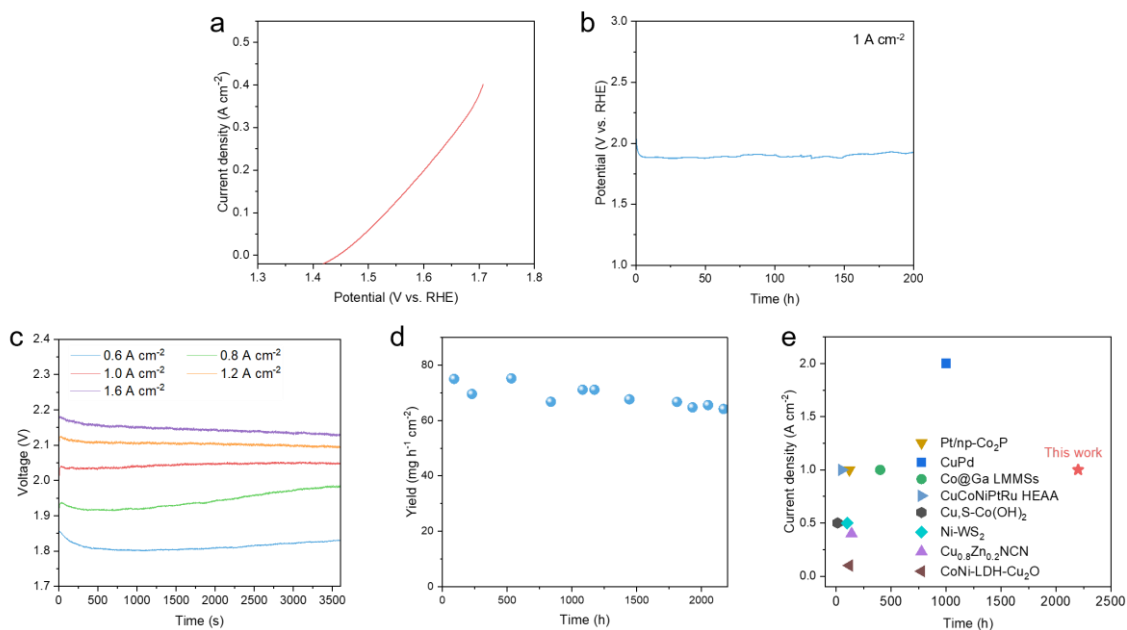 a
0.5
0.4
0.3
0.2
0.1
0.0
Current density (A cm⁻²)
1.3 1.4 1.5 1.6 1.7 1.8
Potential (V vs. RHE)
b
1 A cm⁻²
3.0
2.5
2.0
1.5
1.0
Potential (V vs. RHE)
0 50 100 150 200
Time (h)
c
0.6 A cm⁻² 0.8 A cm⁻²
1.0 A cm⁻² 1.2 A cm⁻²
1.6 A cm⁻²
2.4
2.3
2.2
2.1
2.0
1.9
1.8
1.7
Voltage (V)
0 500 1000 1500 2000 2500 3000 3500
Time (s)
d
80
60
40
20
0
Yield (mg h⁻¹ cm⁻²)
0 500 1000 1500 2000
Time (h)
e
2.0
1.5
1.0
0.5
0.0
Current density (A cm⁻²)
This work
Pt/np-Co₂P
CuPd
Co@Ga LMMSs
CuCoNiPtRu HEAA
Cu,S-Co(OH)₂
Ni-WS₂
Cu₀.₈Zn₀.₂NCN
CoNi-LDH-Cu₂O
0 500 1000 1500 2000 2500
Time (h)